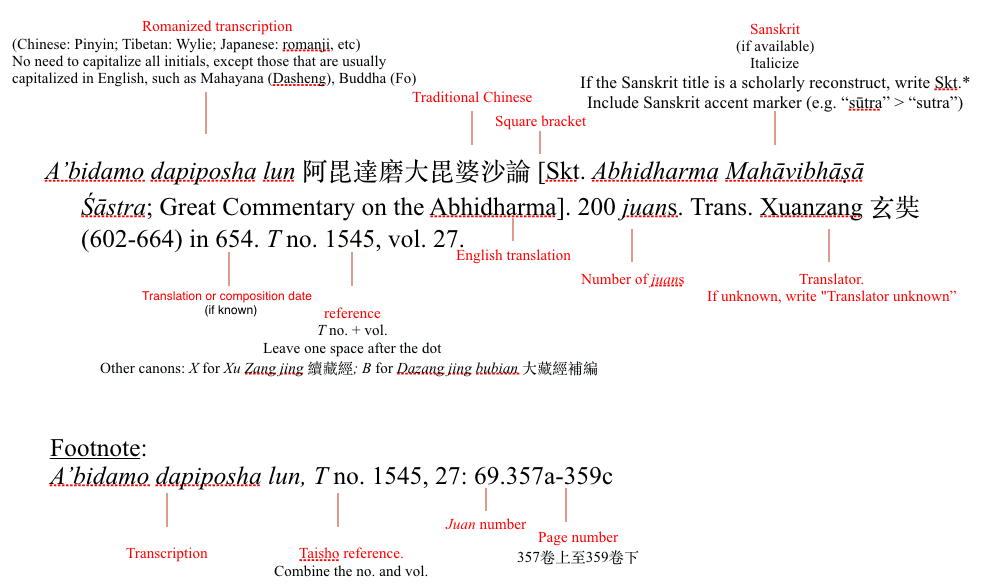 Romanized transcription
(Chinese: Pinyin; Tibetan: Wylie; Japanese: romanji, etc)
No need to capitalize all initials, except those that are usually
capitalized in English, such as Mahayana (Dasheng), Buddha (Fo)
Traditional Chinese
Square bracket
Sanskrit
(if available)
Italicize
If the Sanskrit title is a scholarly reconstruct, write Skt.*
Include Sanskrit accent marker (e.g. “sūtra” > “sutra”)
A’bidamo dapiposha lun 阿毘達磨大毘婆沙論 [Skt. Abhidharma Mahāvibhāṣā
Śāstra; Great Commentary on the Abhidharma]. 200 juans. Trans. Xuanzang 玄奘
(602-664) in 654. T no. 1545, vol. 27.
English translation
Number of juans
Translator.
If unknown, write "Translator unknown”
Translation or composition date
(if known)
reference
T no. + vol.
Leave one space after the dot
Other canons: X for Xu Zang jing 續藏經; B for Dazang jing bubian 大藏經補編
Footnote:
A’bidamo dapiposha lun, T no. 1545, 27: 69.357a-359c
Transcription
Taisho reference.
Combine the no. and vol.
Juan number
Page number
357卷上至359卷下